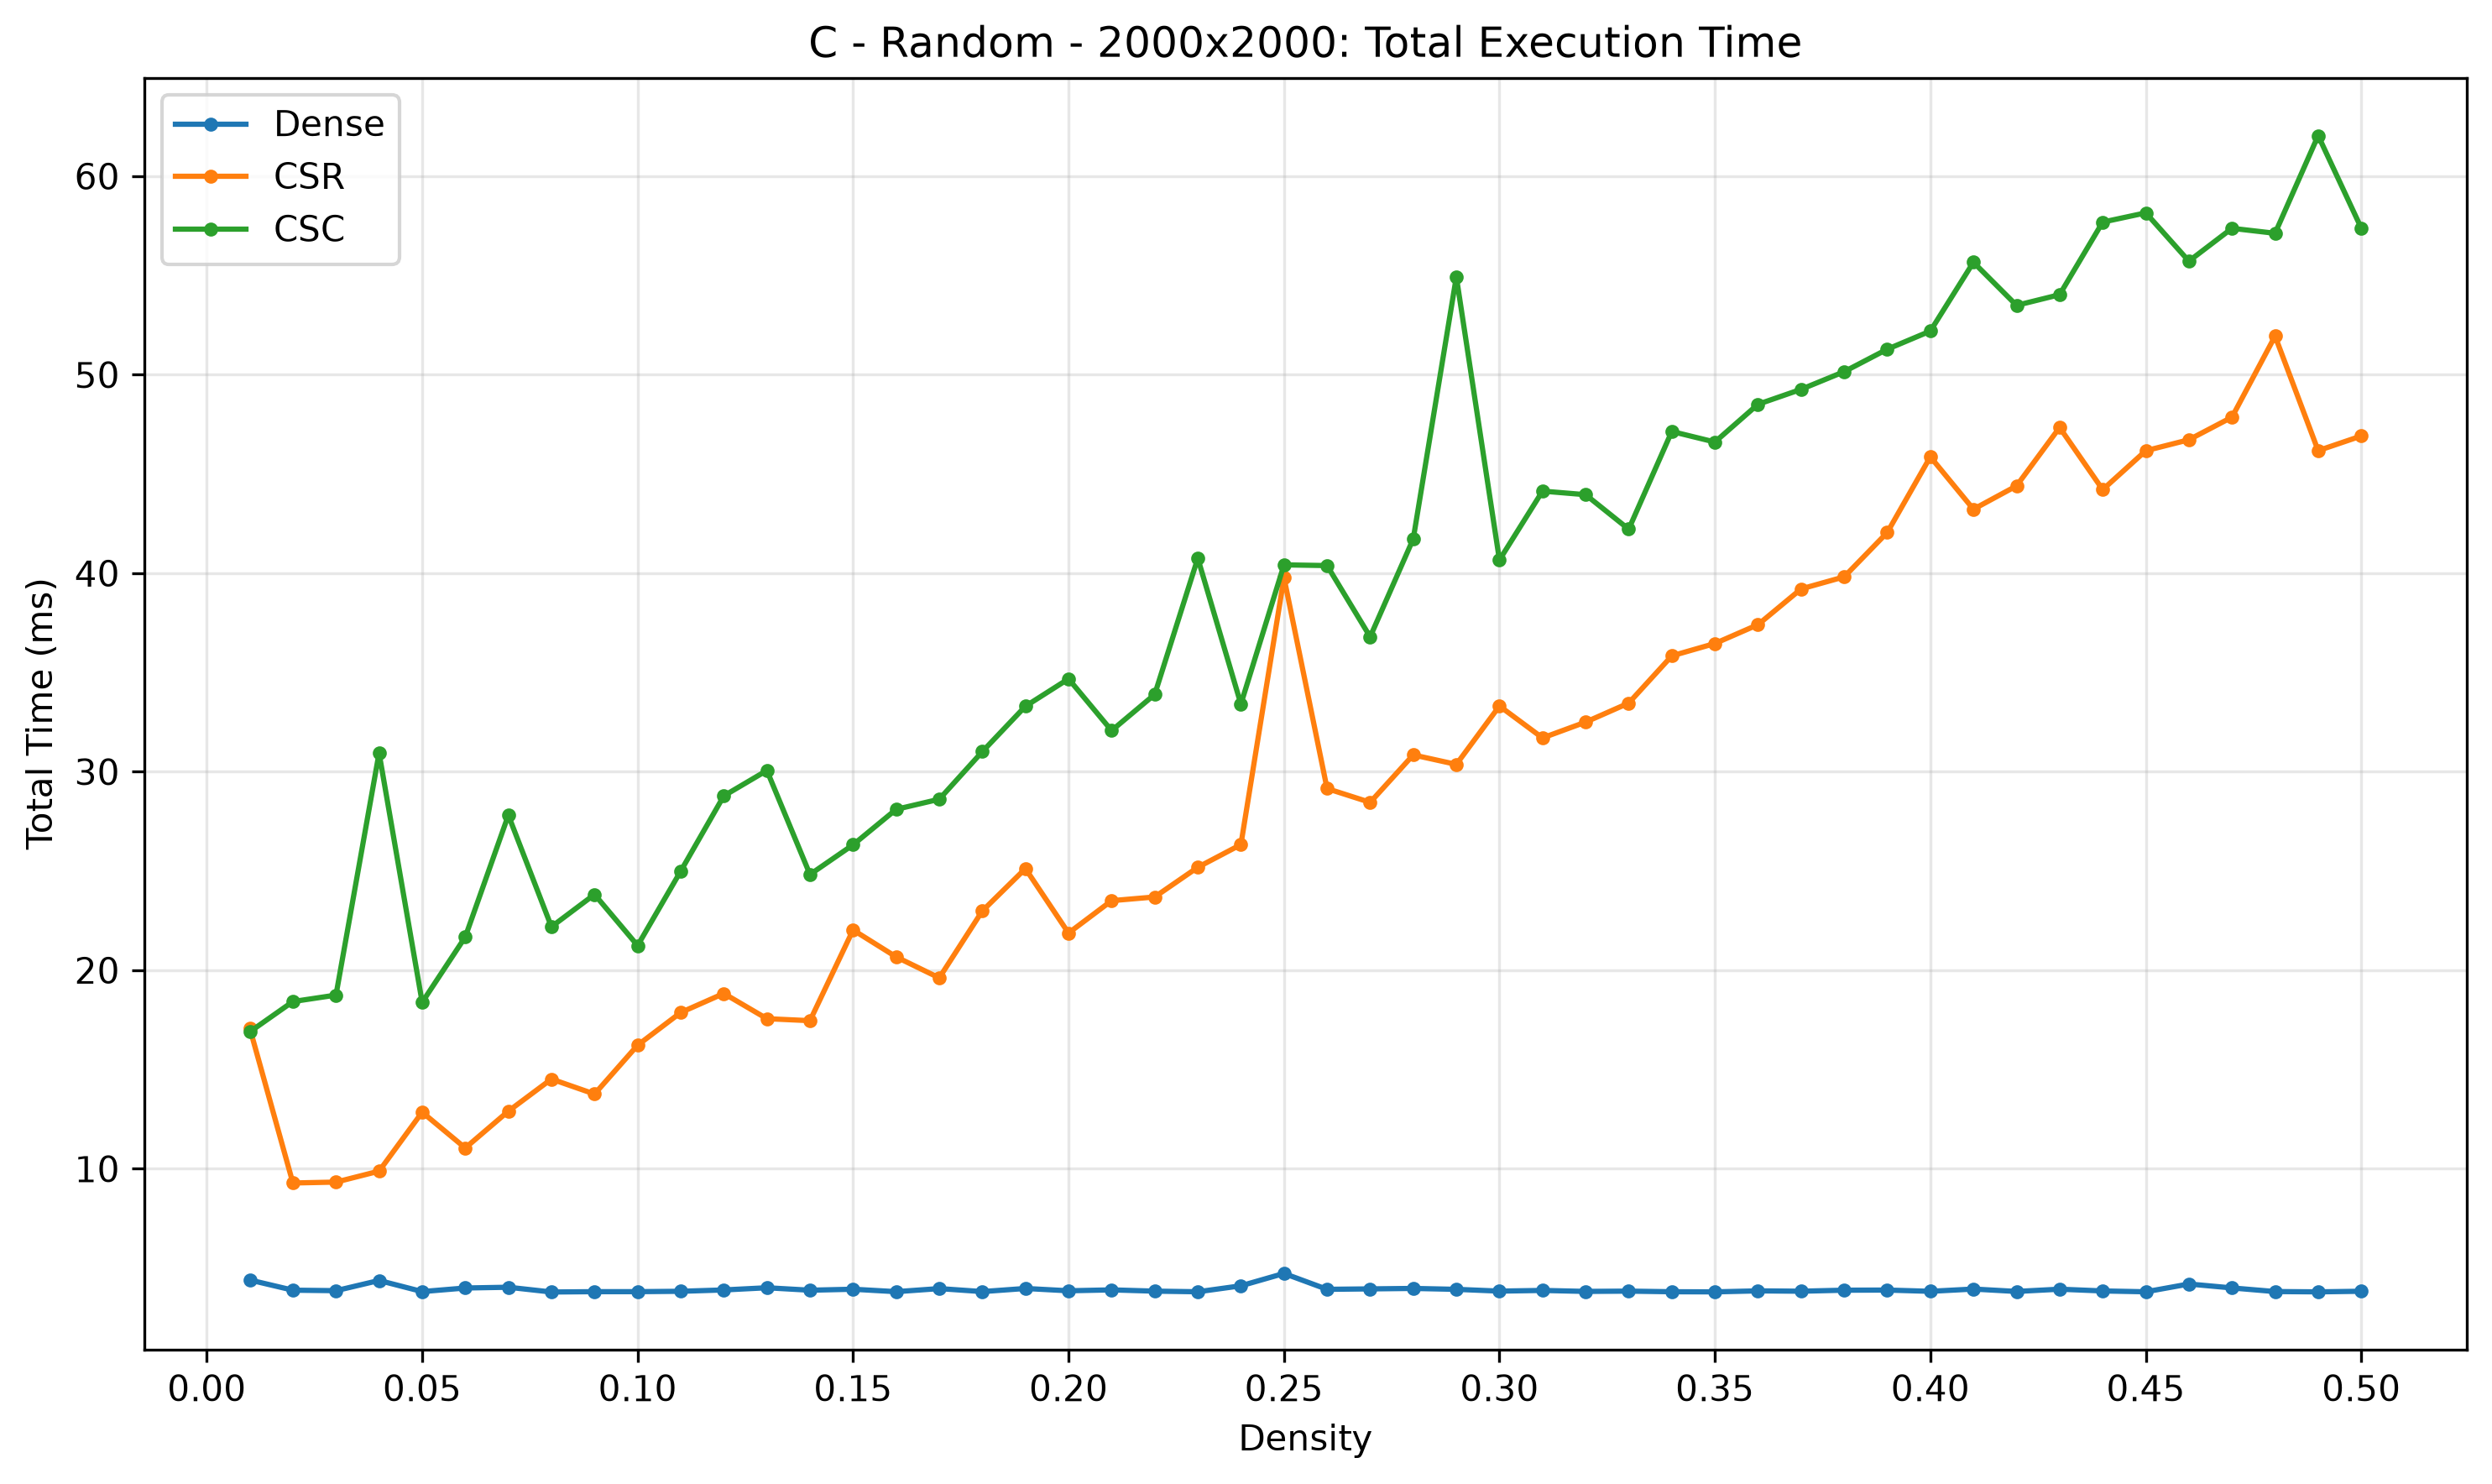 C - Random - 2000x2000: Total Execution Time
Dense
CSR
CSC
Total Time (ms)
60
50
40
30
20
10
0.00 0.05 0.10 0.15 0.20 0.25 0.30 0.35 0.40 0.45 0.50
Density